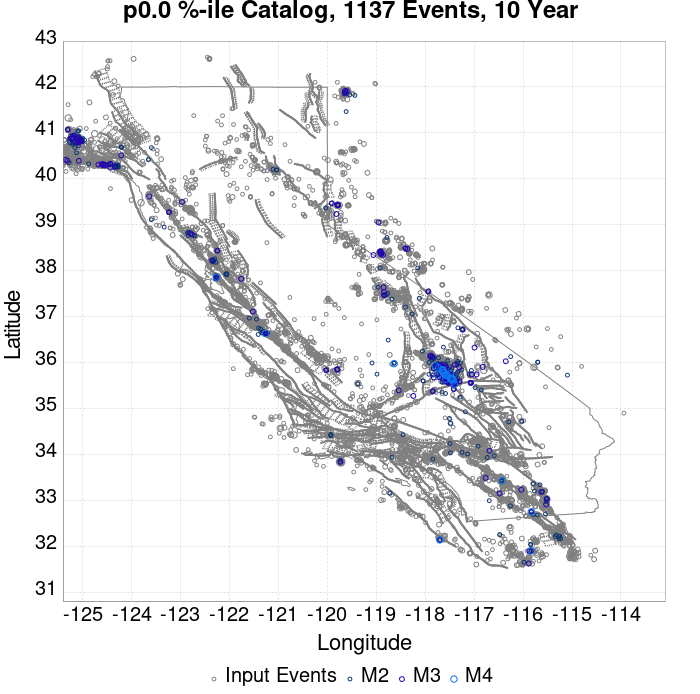 p0.0 %-ile Catalog, 1137 Events, 10 Year
43
42
41
40
39
38
37
36
35
34
33
32
31
Latitude
-125 -124 -123 -122 -121 -120 -119 -118 -117 -116 -115 -114
Longitude
Input Events M2 M3 M4